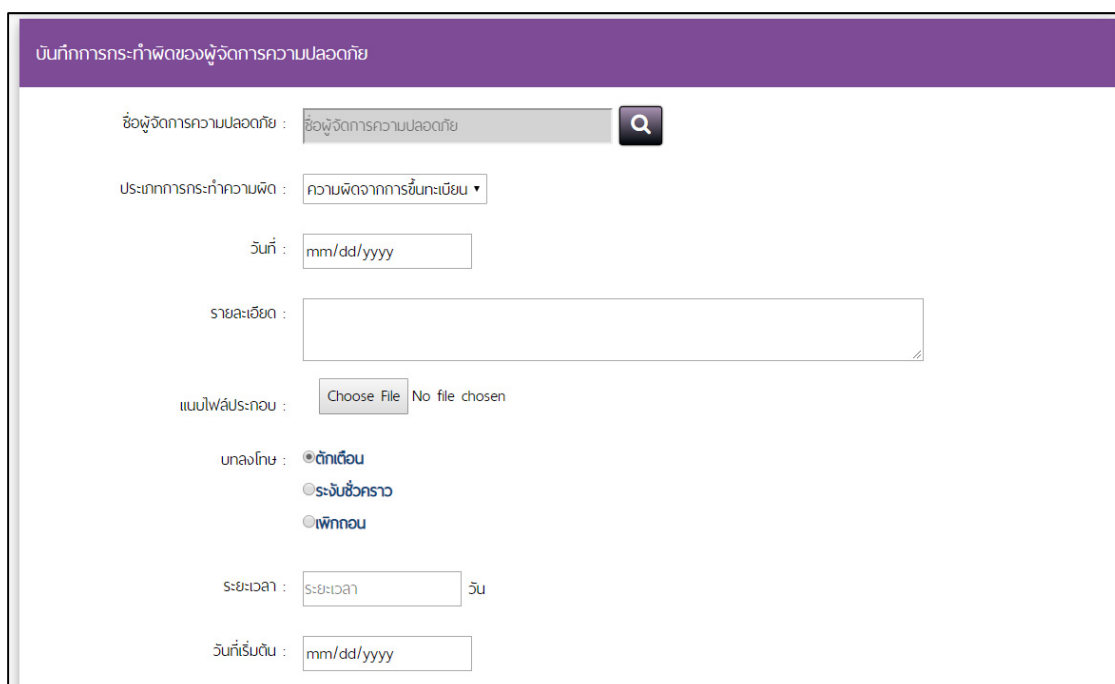 บันทึกการกระทำผิดของผู้จัดการความปลอดภัย
ชื่อผู้จัดการความปลอดภัย : ชื่อผู้จัดการความปลอดภัย
ประเภทการกระทำความผิด : ความผิดจากการขึ้นทะเบียน
วันที่ : mm/dd/yyyy
รายละเอียด :
แนบไฟล์ประกอบ : Choose File No file chosen
บทลงโทษ : ตักเตือน
ระงับชั่วคราว
เพิกถอน
ระยะเวลา : ระยะเวลา วัน
วันที่เริ่มต้น : mm/dd/yyyy